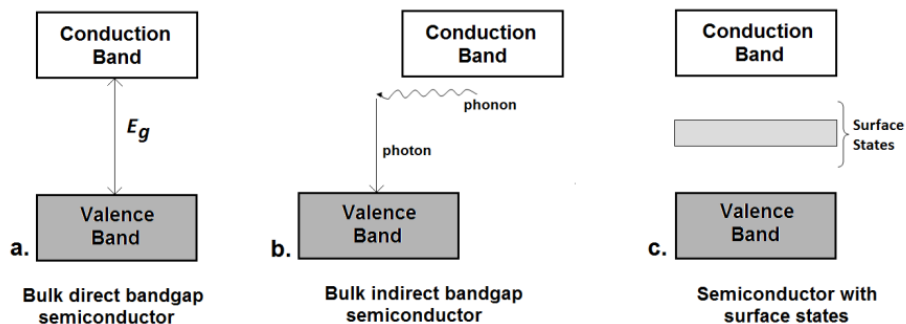 Conduction
Band
E_g
Valence
Band
a.
Bulk direct bandgap
semiconductor
Conduction
Band
phonon
photon
Valence
Band
b.
Bulk indirect bandgap
semiconductor
Conduction
Band
Surface
States
Valence
Band
c.
Semiconductor with
surface states